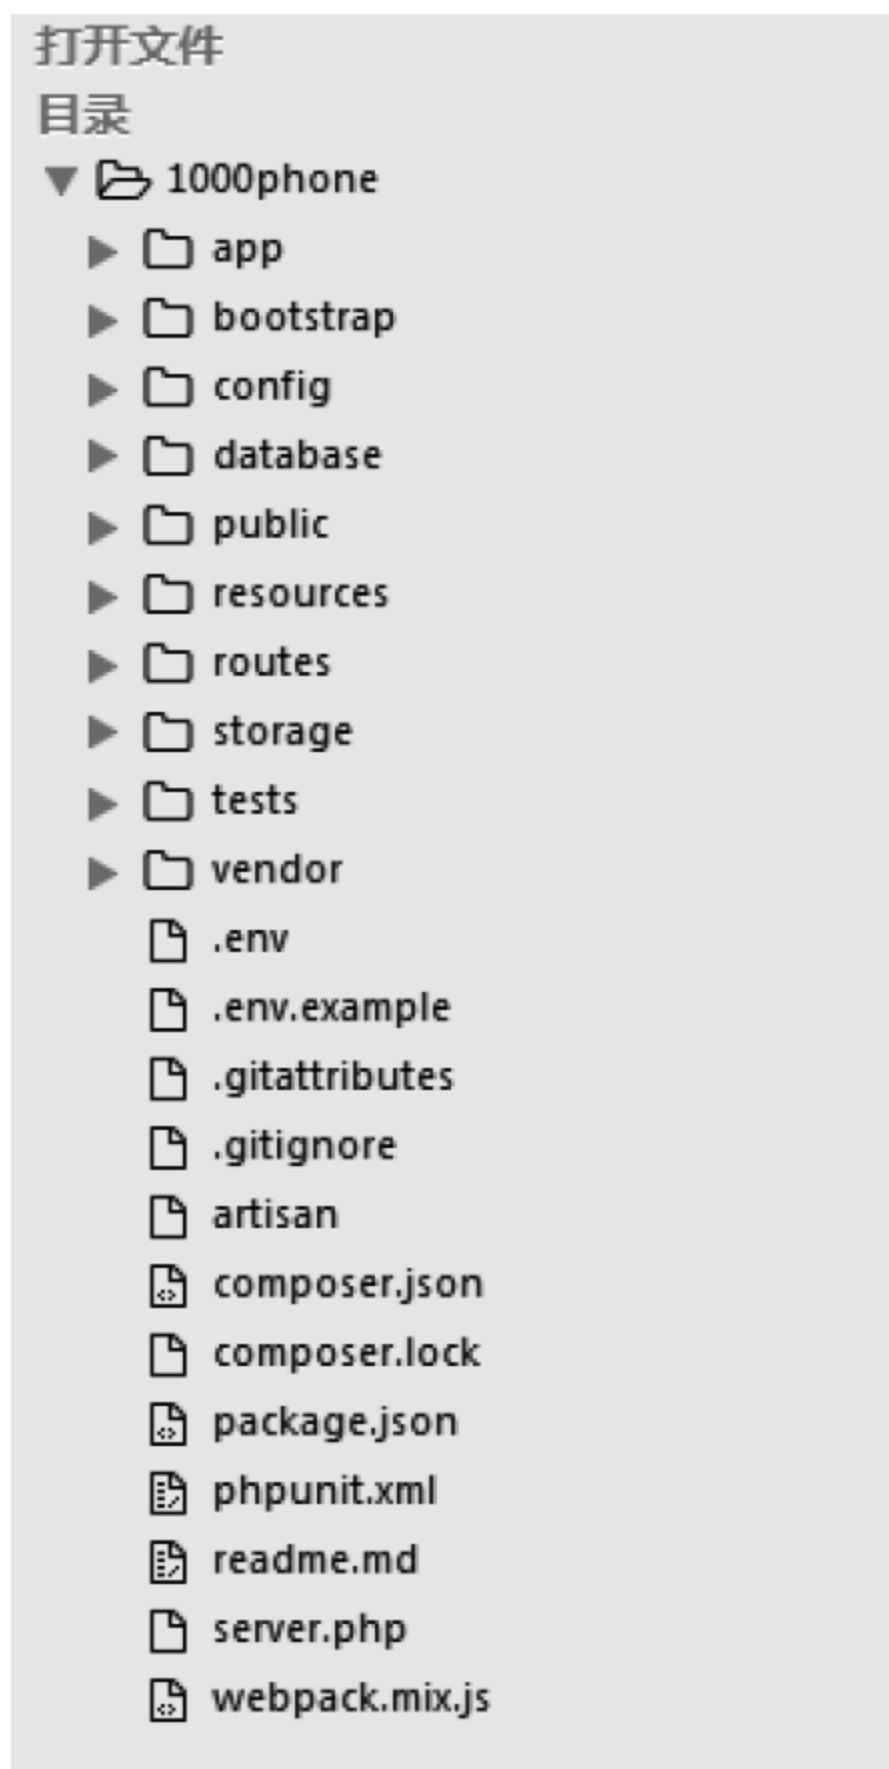 打开文件
目录
1000phone
app
bootstrap
config
database
public
resources
routes
storage
tests
vendor
.env
.env.example
.gitattributes
.gitignore
artisan
composer.json
composer.lock
package.json
phpunit.xml
readme.md
server.php
webpack.mix.js